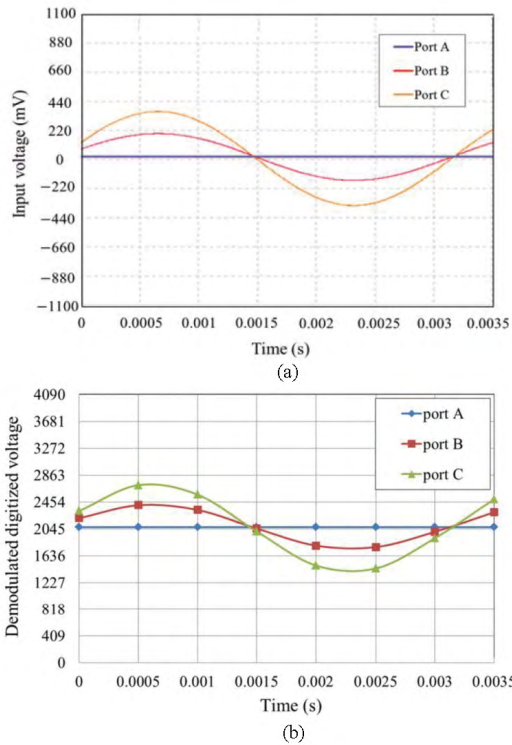 1100
880
660
440
220
0
−220
−440
−660
−880
−1100
Input voltage (mV)
Port A
Port B
Port C
0 0.0005 0.001 0.0015 0.002 0.0025 0.003 0.0035
Time (s)
(a)
4090
3681
3272
2863
2454
2045
1636
1227
818
409
0
Demodulated digitized voltage
port A
port B
port C
0 0.0005 0.001 0.0015 0.002 0.0025 0.003 0.0035
Time (s)
(b)